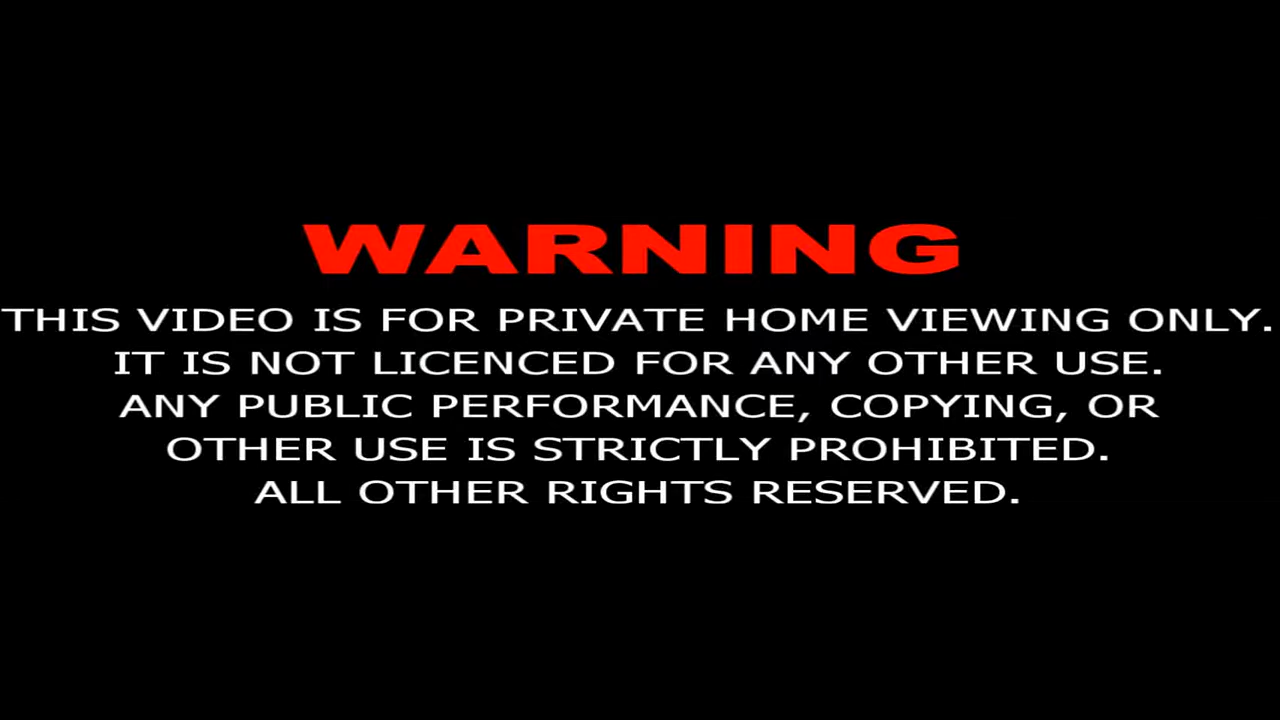 WARNING
THIS VIDEO IS FOR PRIVATE HOME VIEWING ONLY.
IT IS NOT LICENCED FOR ANY OTHER USE.
ANY PUBLIC PERFORMANCE, COPYING, OR
OTHER USE IS STRICTLY PROHIBITED.
ALL OTHER RIGHTS RESERVED.